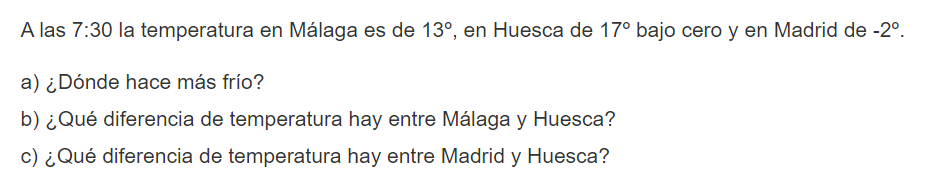 A las 7:30 la temperatura en Málaga es de 13º, en Huesca de 17º bajo cero y en Madrid de -2º.
a) ¿Dónde hace más frío?
b) ¿Qué diferencia de temperatura hay entre Málaga y Huesca?
c) ¿Qué diferencia de temperatura hay entre Madrid y Huesca?